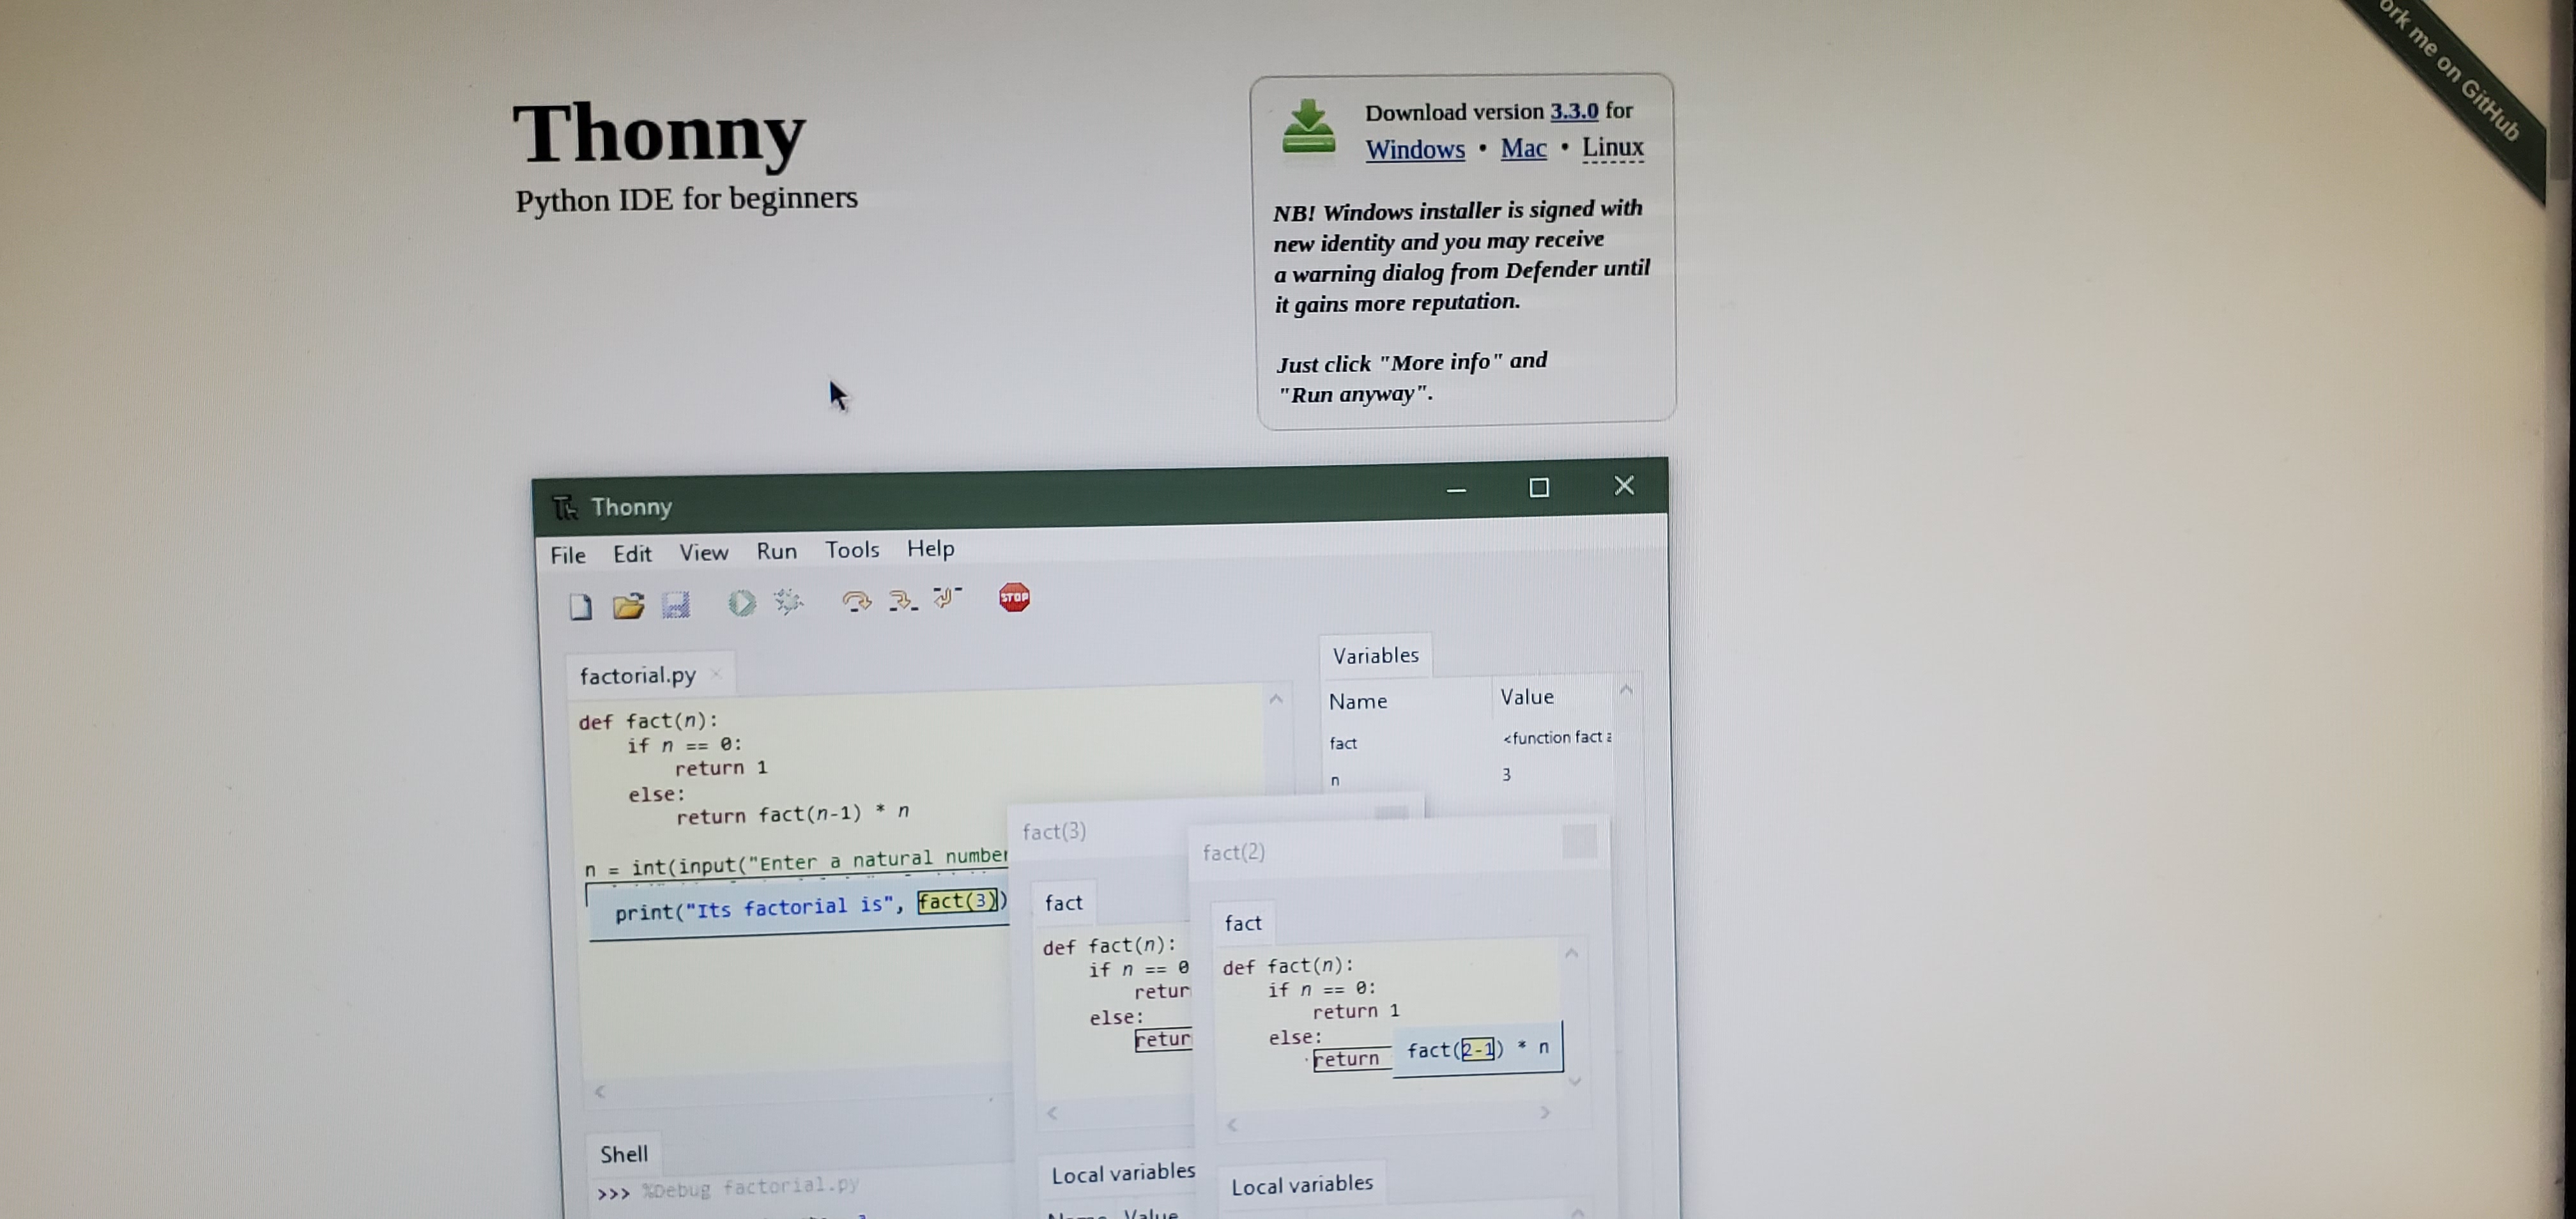 ork me on GitHub
Thonny
Python IDE for beginners
Download version 3.3.0 for
Windows • Mac • Linux
NB! Windows installer is signed with
new identity and you may receive
a warning dialog from Defender until
it gains more reputation.
Just click "More info" and
"Run anyway".
Thonny
File Edit View Run Tools Help
STOP
factorial.py
def fact(n):
if n == 0:
return 1
else:
return fact(n-1) * n
n = int(input("Enter a natural number
print("Its factorial is", fact(3))
Variables
Name Value
fact <function fact a
n 3
fact(3)
fact
def fact(n):
if n == 0
retur
else:
retur
Local variables
Value
fact(2)
fact
def fact(n):
if n == 0:
return 1
else:
return fact(2-1) * n
Local variables
Shell
>>> %Debug factorial.py